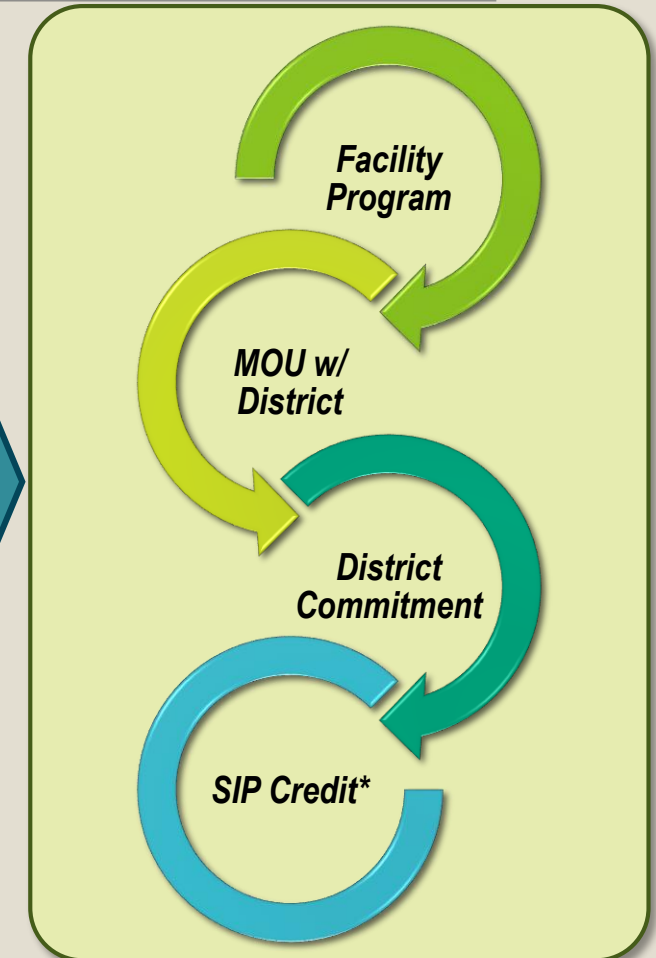 Facility
Program
MOU w/
District
District
Commitment
SIP Credit*